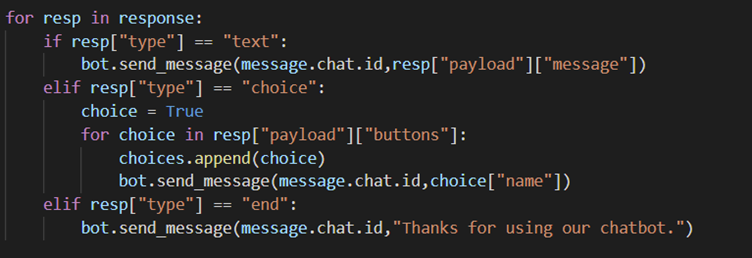 for resp in response:
    if resp["type"] == "text":
        bot.send_message(message.chat.id,resp["payload"]["message"])
    elif resp["type"] == "choice":
        choice = True
        for choice in resp["payload"]["buttons"]:
            choices.append(choice)
            bot.send_message(message.chat.id,choice["name"])
    elif resp["type"] == "end":
        bot.send_message(message.chat.id,"Thanks for using our chatbot.")